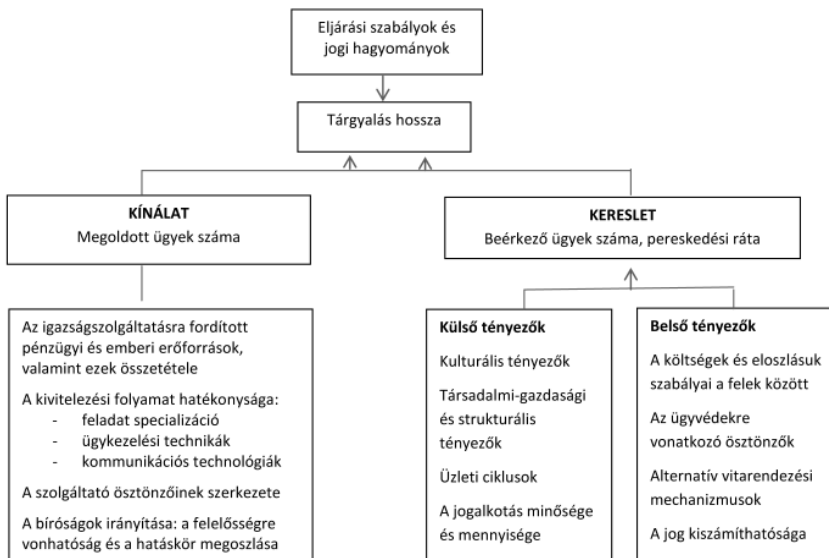 Eljárási szabályok és
jogi hagyományok
Tárgyalás hossza
KÍNÁLAT
Megoldott ügyek száma
KERESLET
Beérkező ügyek száma, pereskedési ráta
Az igazságszolgáltatásra fordított
pénzügyi és emberi erőforrások,
valamint ezek összetétele
A kivitelezési folyamat hatékonysága:
- feladat specializáció
- ügykezelési technikák
- kommunikációs technológiák
A szolgáltató ösztönzőinek szerkezete
A bíróságok irányítása: a felelősségre
vonhatóság és a hatáskör megoszlása
Külső tényezők
Kulturális tényezők
Társadalmi-gazdasági
és strukturális
tényezők
Üzleti ciklusok
A jogalkotás minősége
és mennyisége
Belső tényezők
A költségek és eloszlásuk
szabályai a felek között
Az ügyvédekre
vonatkozó ösztönzők
Alternatív vitarendezési
mechanizmusok
A jog kiszámíthatósága